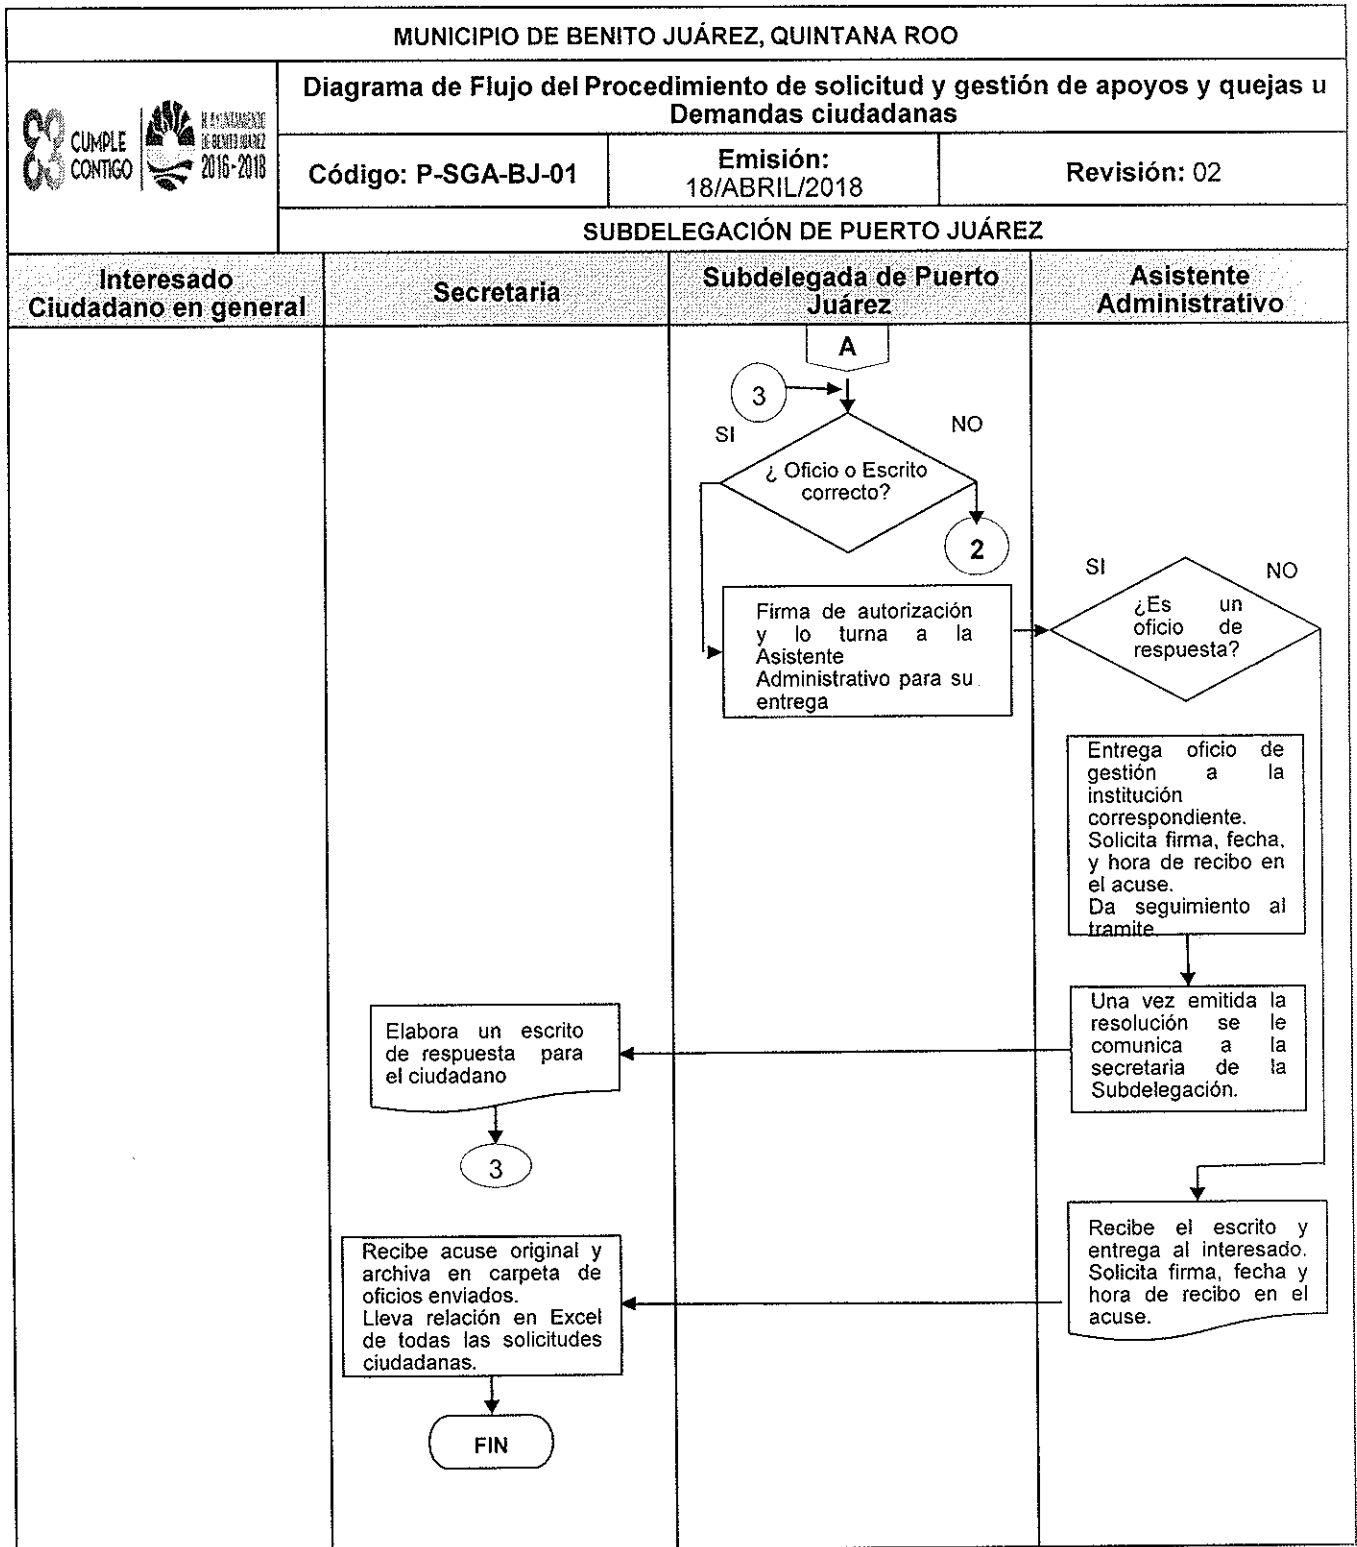 MUNICIPIO DE BENITO JUÁREZ, QUINTANA ROO
CUMPLE
CONTIGO
H. AYUNTAMIENTO
DE BENITO JUÁREZ
2016-2018
Diagrama de Flujo del Procedimiento de solicitud y gestión de apoyos y quejas u
Demandas ciudadanas
Código: P-SGA-BJ-01
Emisión:
18/ABRIL/2018
Revisión: 02
SUBDELEGACIÓN DE PUERTO JUÁREZ
Interesado
Ciudadano en general
Secretaria
Subdelegada de Puerto
Juárez
Asistente
Administrativo
A
3
SI
NO
¿ Oficio o Escrito
correcto?
2
Firma de autorización
y lo turna a la
Asistente
Administrativo para su
entrega
SI
NO
¿Es un
oficio de
respuesta?
Entrega oficio de
gestión a la
institución
correspondiente.
Solicita firma, fecha,
y hora de recibo en
el acuse.
Da seguimiento al
tramite
Una vez emitida la
resolución se le
comunica a la
secretaria de la
Subdelegación.
Elabora un escrito
de respuesta para
el ciudadano
3
Recibe el escrito y
entrega al interesado.
Solicita firma, fecha y
hora de recibo en el
acuse.
Recibe acuse original y
archiva en carpeta de
oficios enviados.
Lleva relación en Excel
de todas las solicitudes
ciudadanas.
FIN